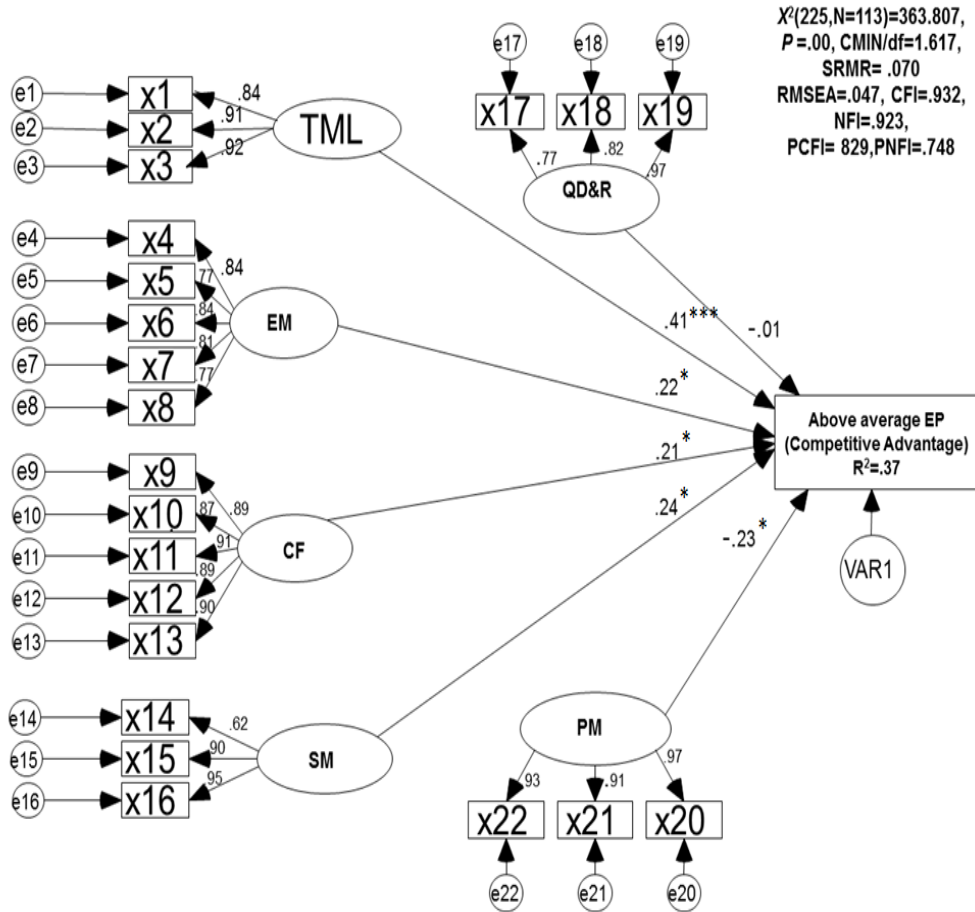 X²(225,N=113)=363.807,
P =.00, CMIN/df=1.617,
SRMR= .070
RMSEA=.047, CFI=.932,
NFI=.923,
PCFI= 829,PNFI=.748
e17
e18
e19
x17
x18
x19
.77
.82
.97
QD&R
e1
x1
.84
e2
x2
.91
e3
x3
.92
TML
e4
x4
.84
e5
x5
.77
e6
x6
.84
e7
x7
.81
e8
x8
.77
EM
.41***
-.01
.22*
.21*
.24*
-.23*
Above average EP
(Competitive Advantage)
R²=.37
VAR1
e9
x9
.89
e10
x10
.87
e11
x11
.91
e12
x12
.89
e13
x13
.90
CF
e14
x14
.62
e15
x15
.90
e16
x16
.95
SM
PM
.93
.91
.97
x22
x21
x20
e22
e21
e20